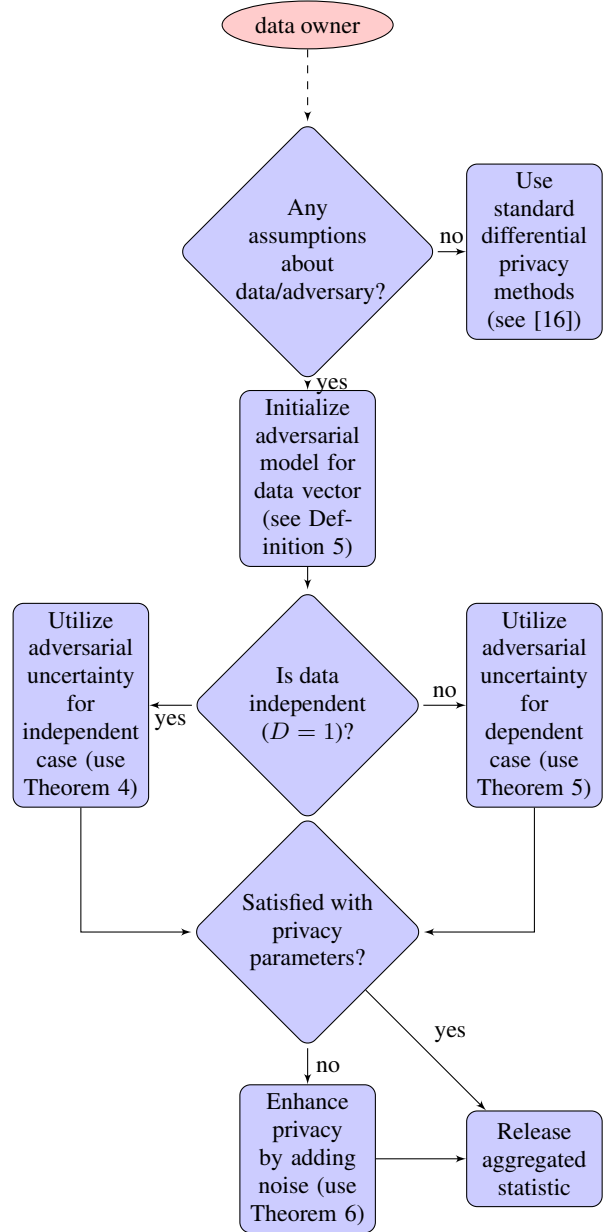 data owner
Any
assumptions
about
data/adversary?
no
Use
standard
differential
privacy
methods
(see [16])
yes
Initialize
adversarial
model for
data vector
(see Def-
inition 5)
Utilize
adversarial
uncertainty
for
independent
case (use
Theorem 4)
yes
Is data
independent
(D = 1)?
no
Utilize
adversarial
uncertainty
for
dependent
case (use
Theorem 5)
Satisfied with
privacy
parameters?
yes
no
Enhance
privacy
by adding
noise (use
Theorem 6)
Release
aggregated
statistic